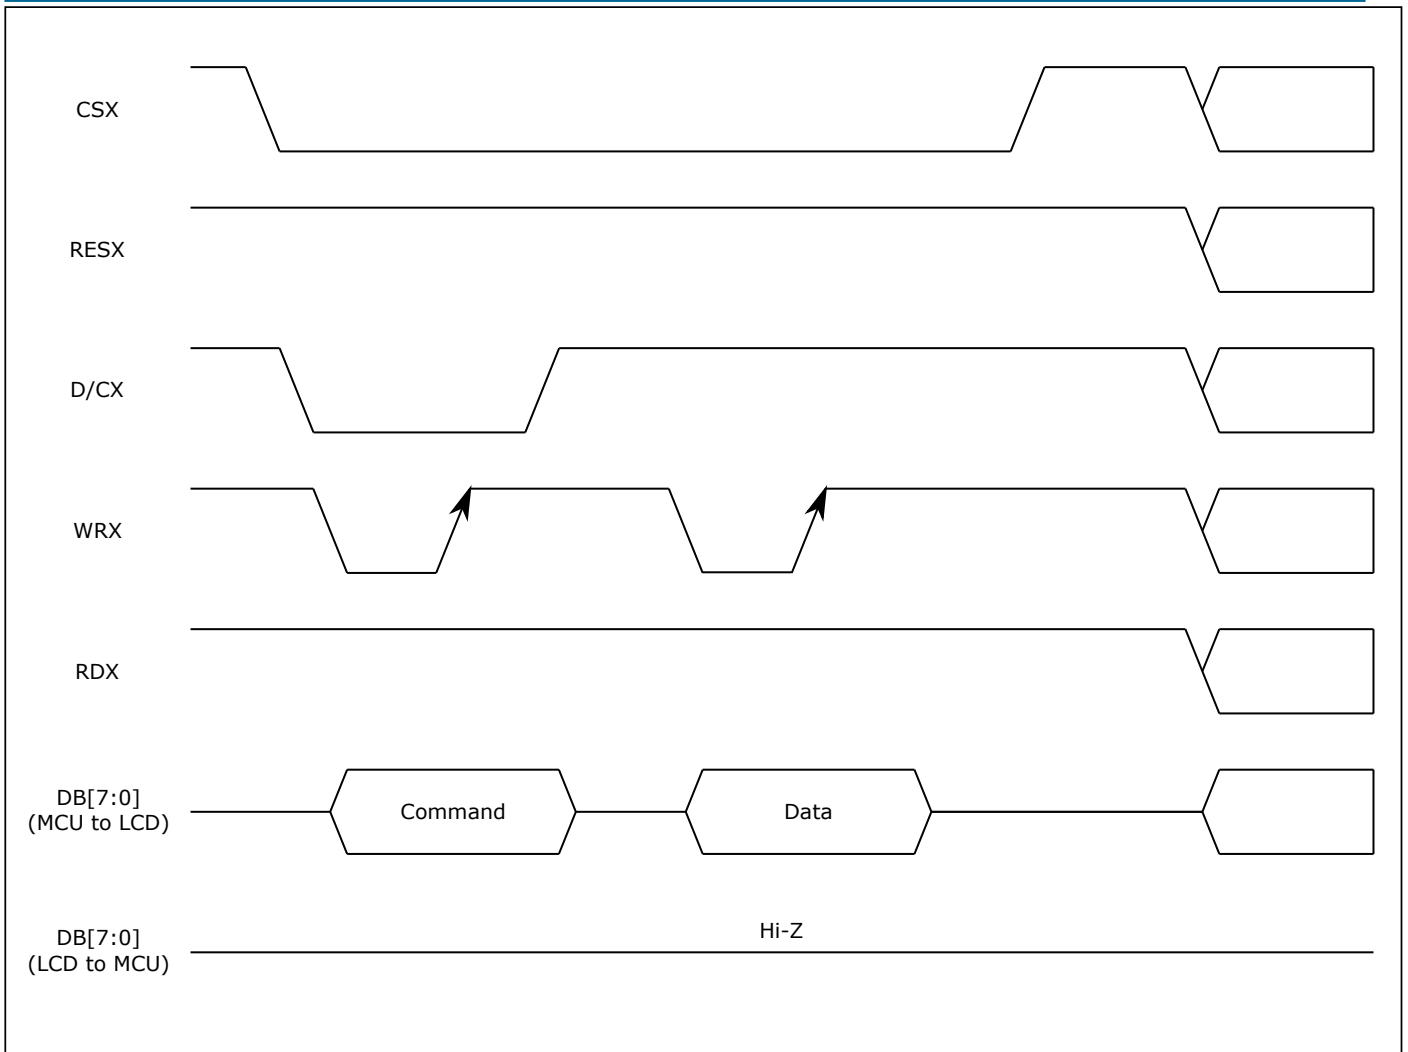 CSX
RESX
D/CX
WRX
RDX
DB[7:0]
(MCU to LCD)
Command
Data
DB[7:0]
(LCD to MCU)
Hi-Z